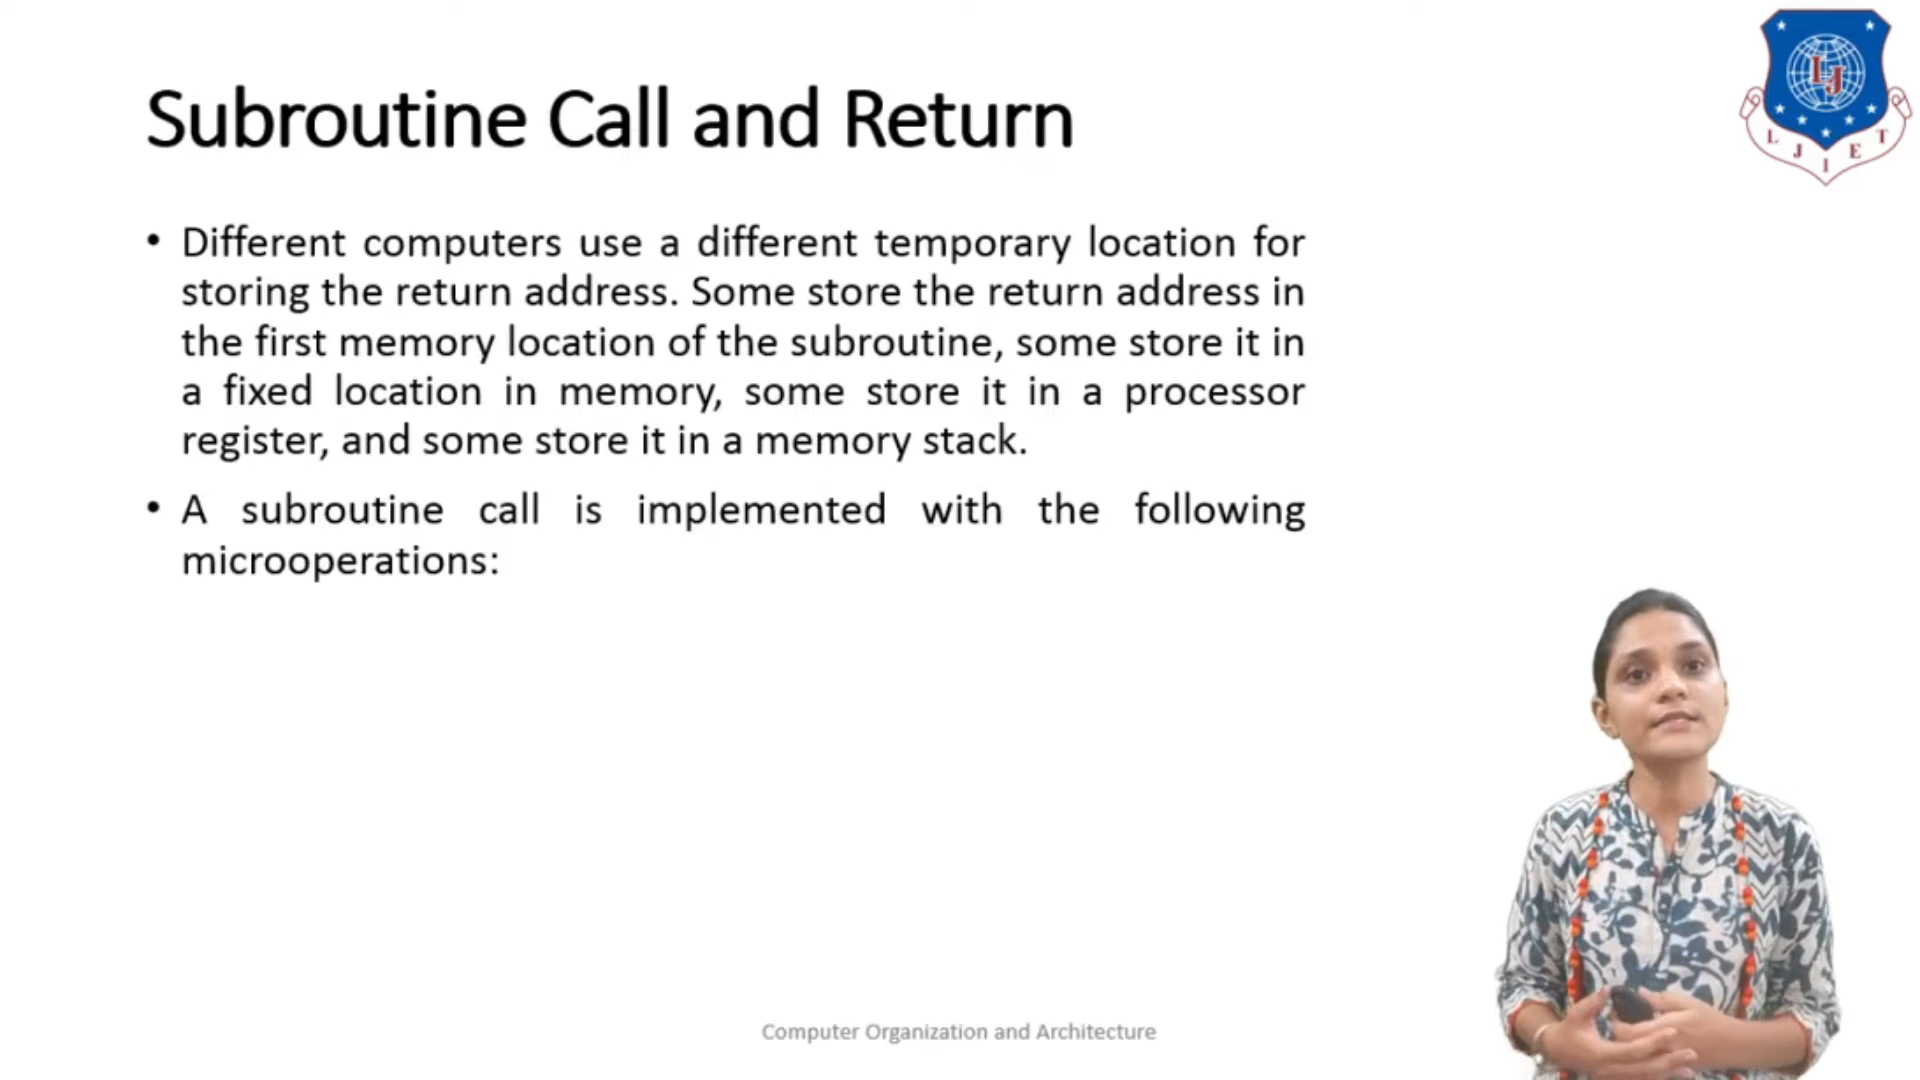 Subroutine Call and Return
LJ
L J I E T
• Different computers use a different temporary location for
storing the return address. Some store the return address in
the first memory location of the subroutine, some store it in
a fixed location in memory, some store it in a processor
register, and some store it in a memory stack.
• A subroutine call is implemented with the following
microoperations:
Computer Organization and Architecture